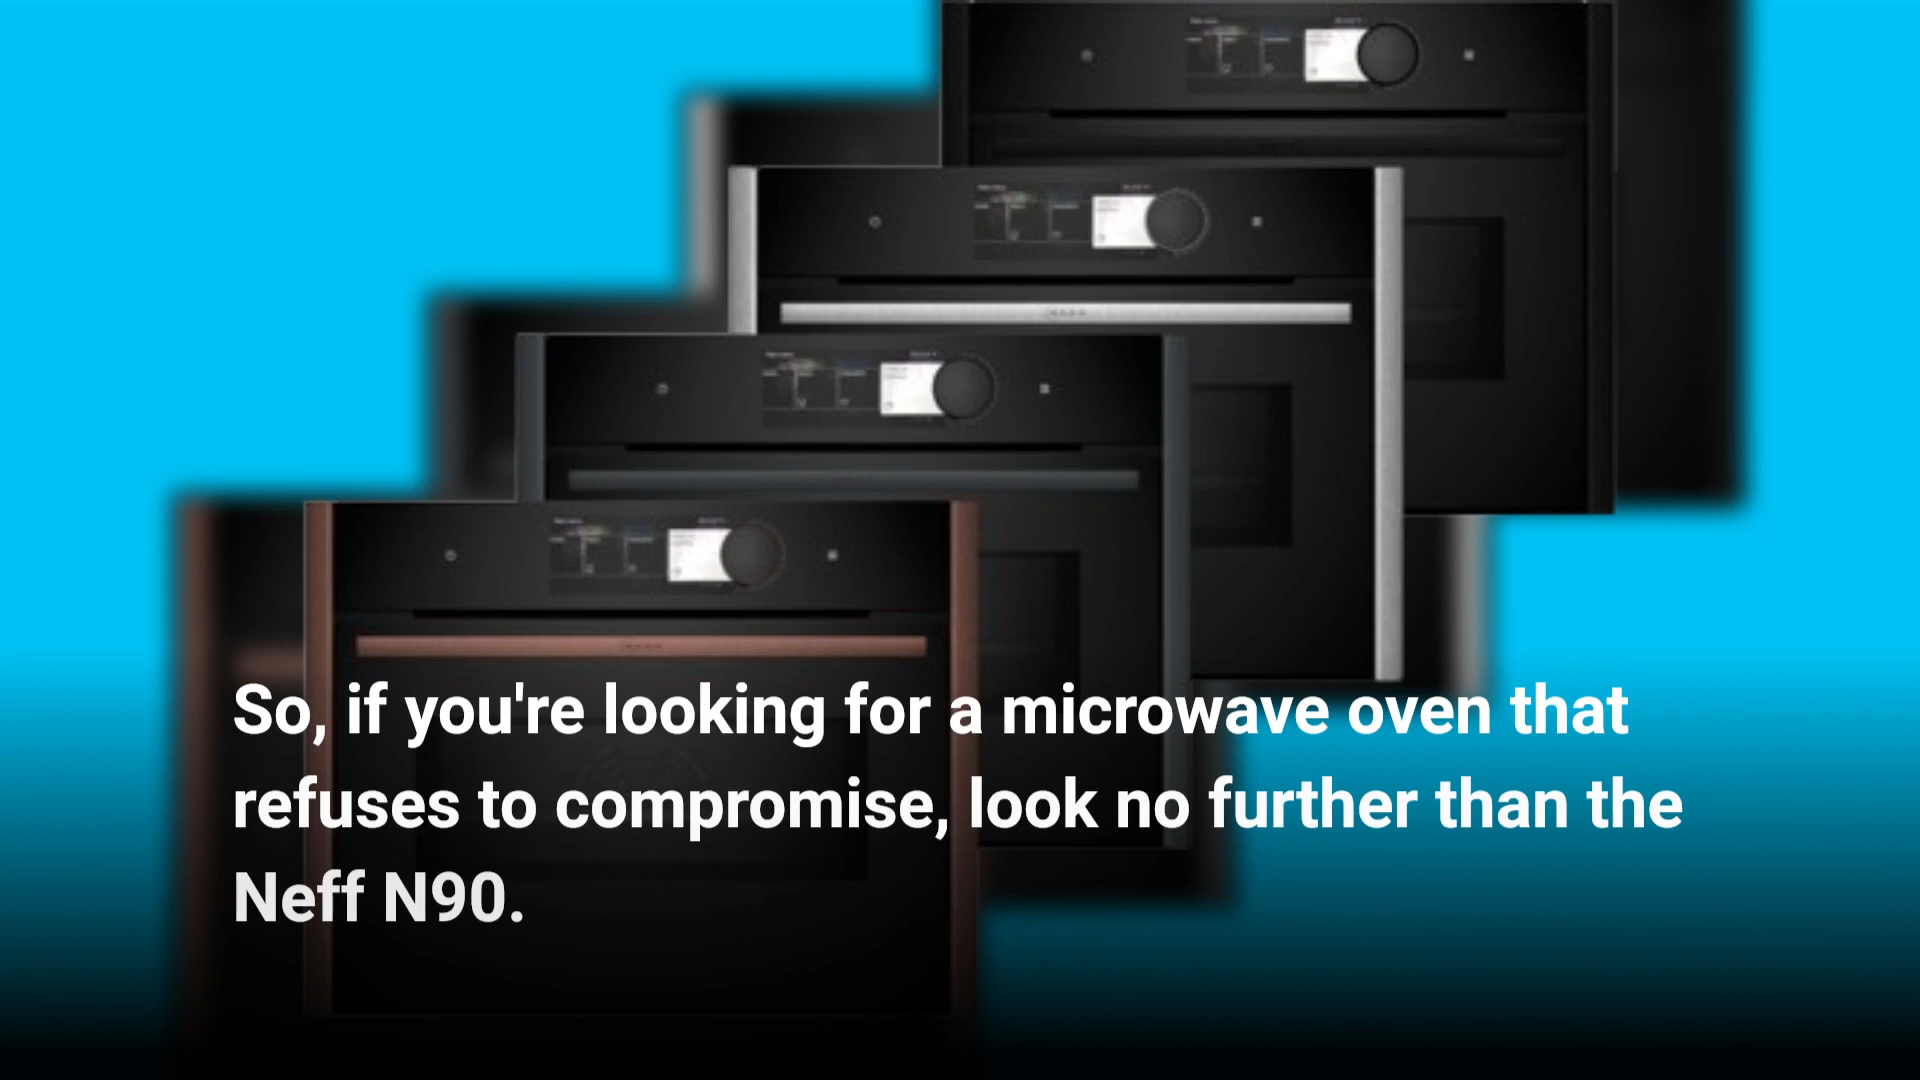 So, if you're looking for a microwave oven that
refuses to compromise, look no further than the
Neff N90.